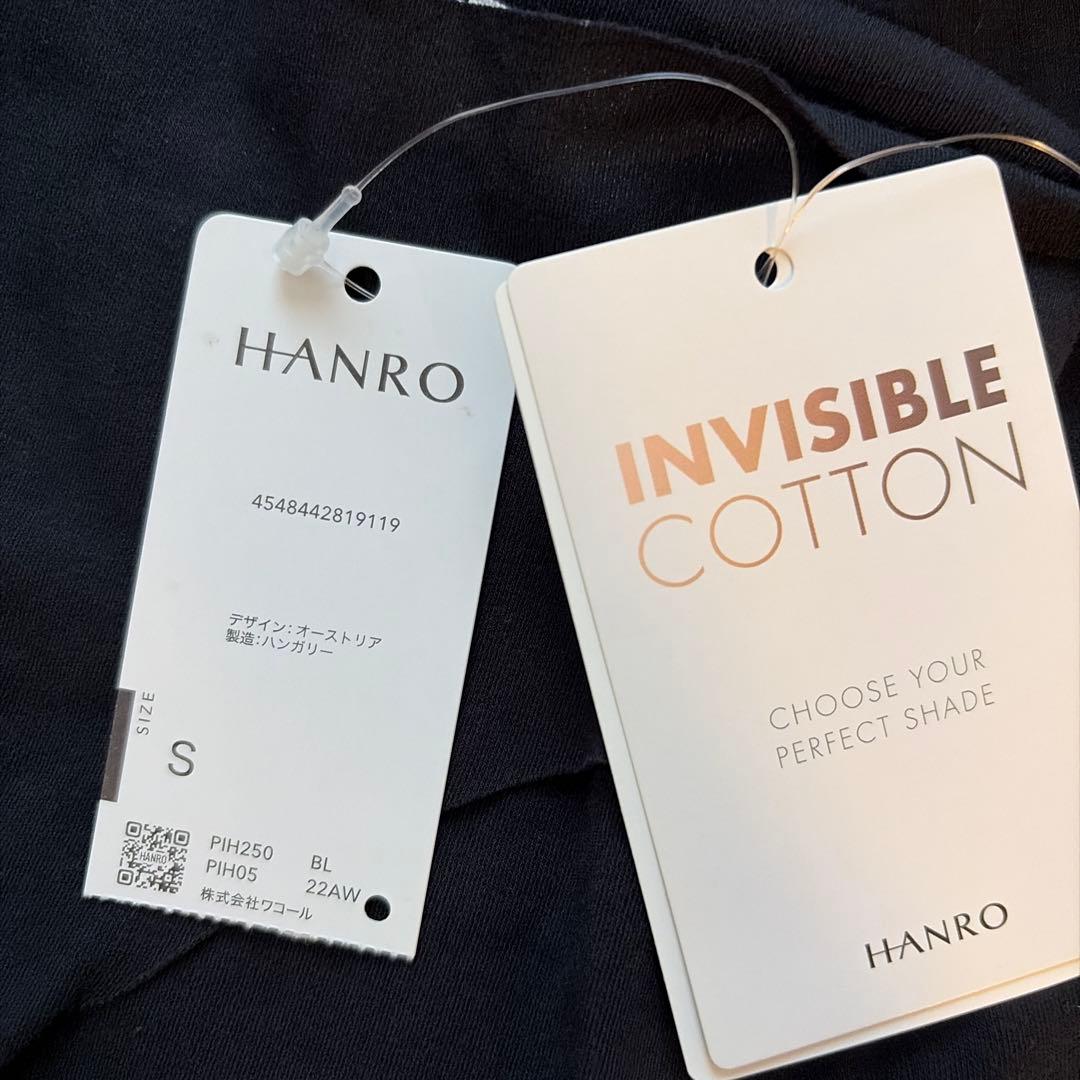 HANRO
4548442819119
デザイン:オーストリア
製造:ハンガリー
SIZE
S
HANRO
PIH250 BL
PIH05 22AW
株式会社ワコール
INVISIBLE
COTTON
CHOOSE YOUR
PERFECT SHADE
HANRO